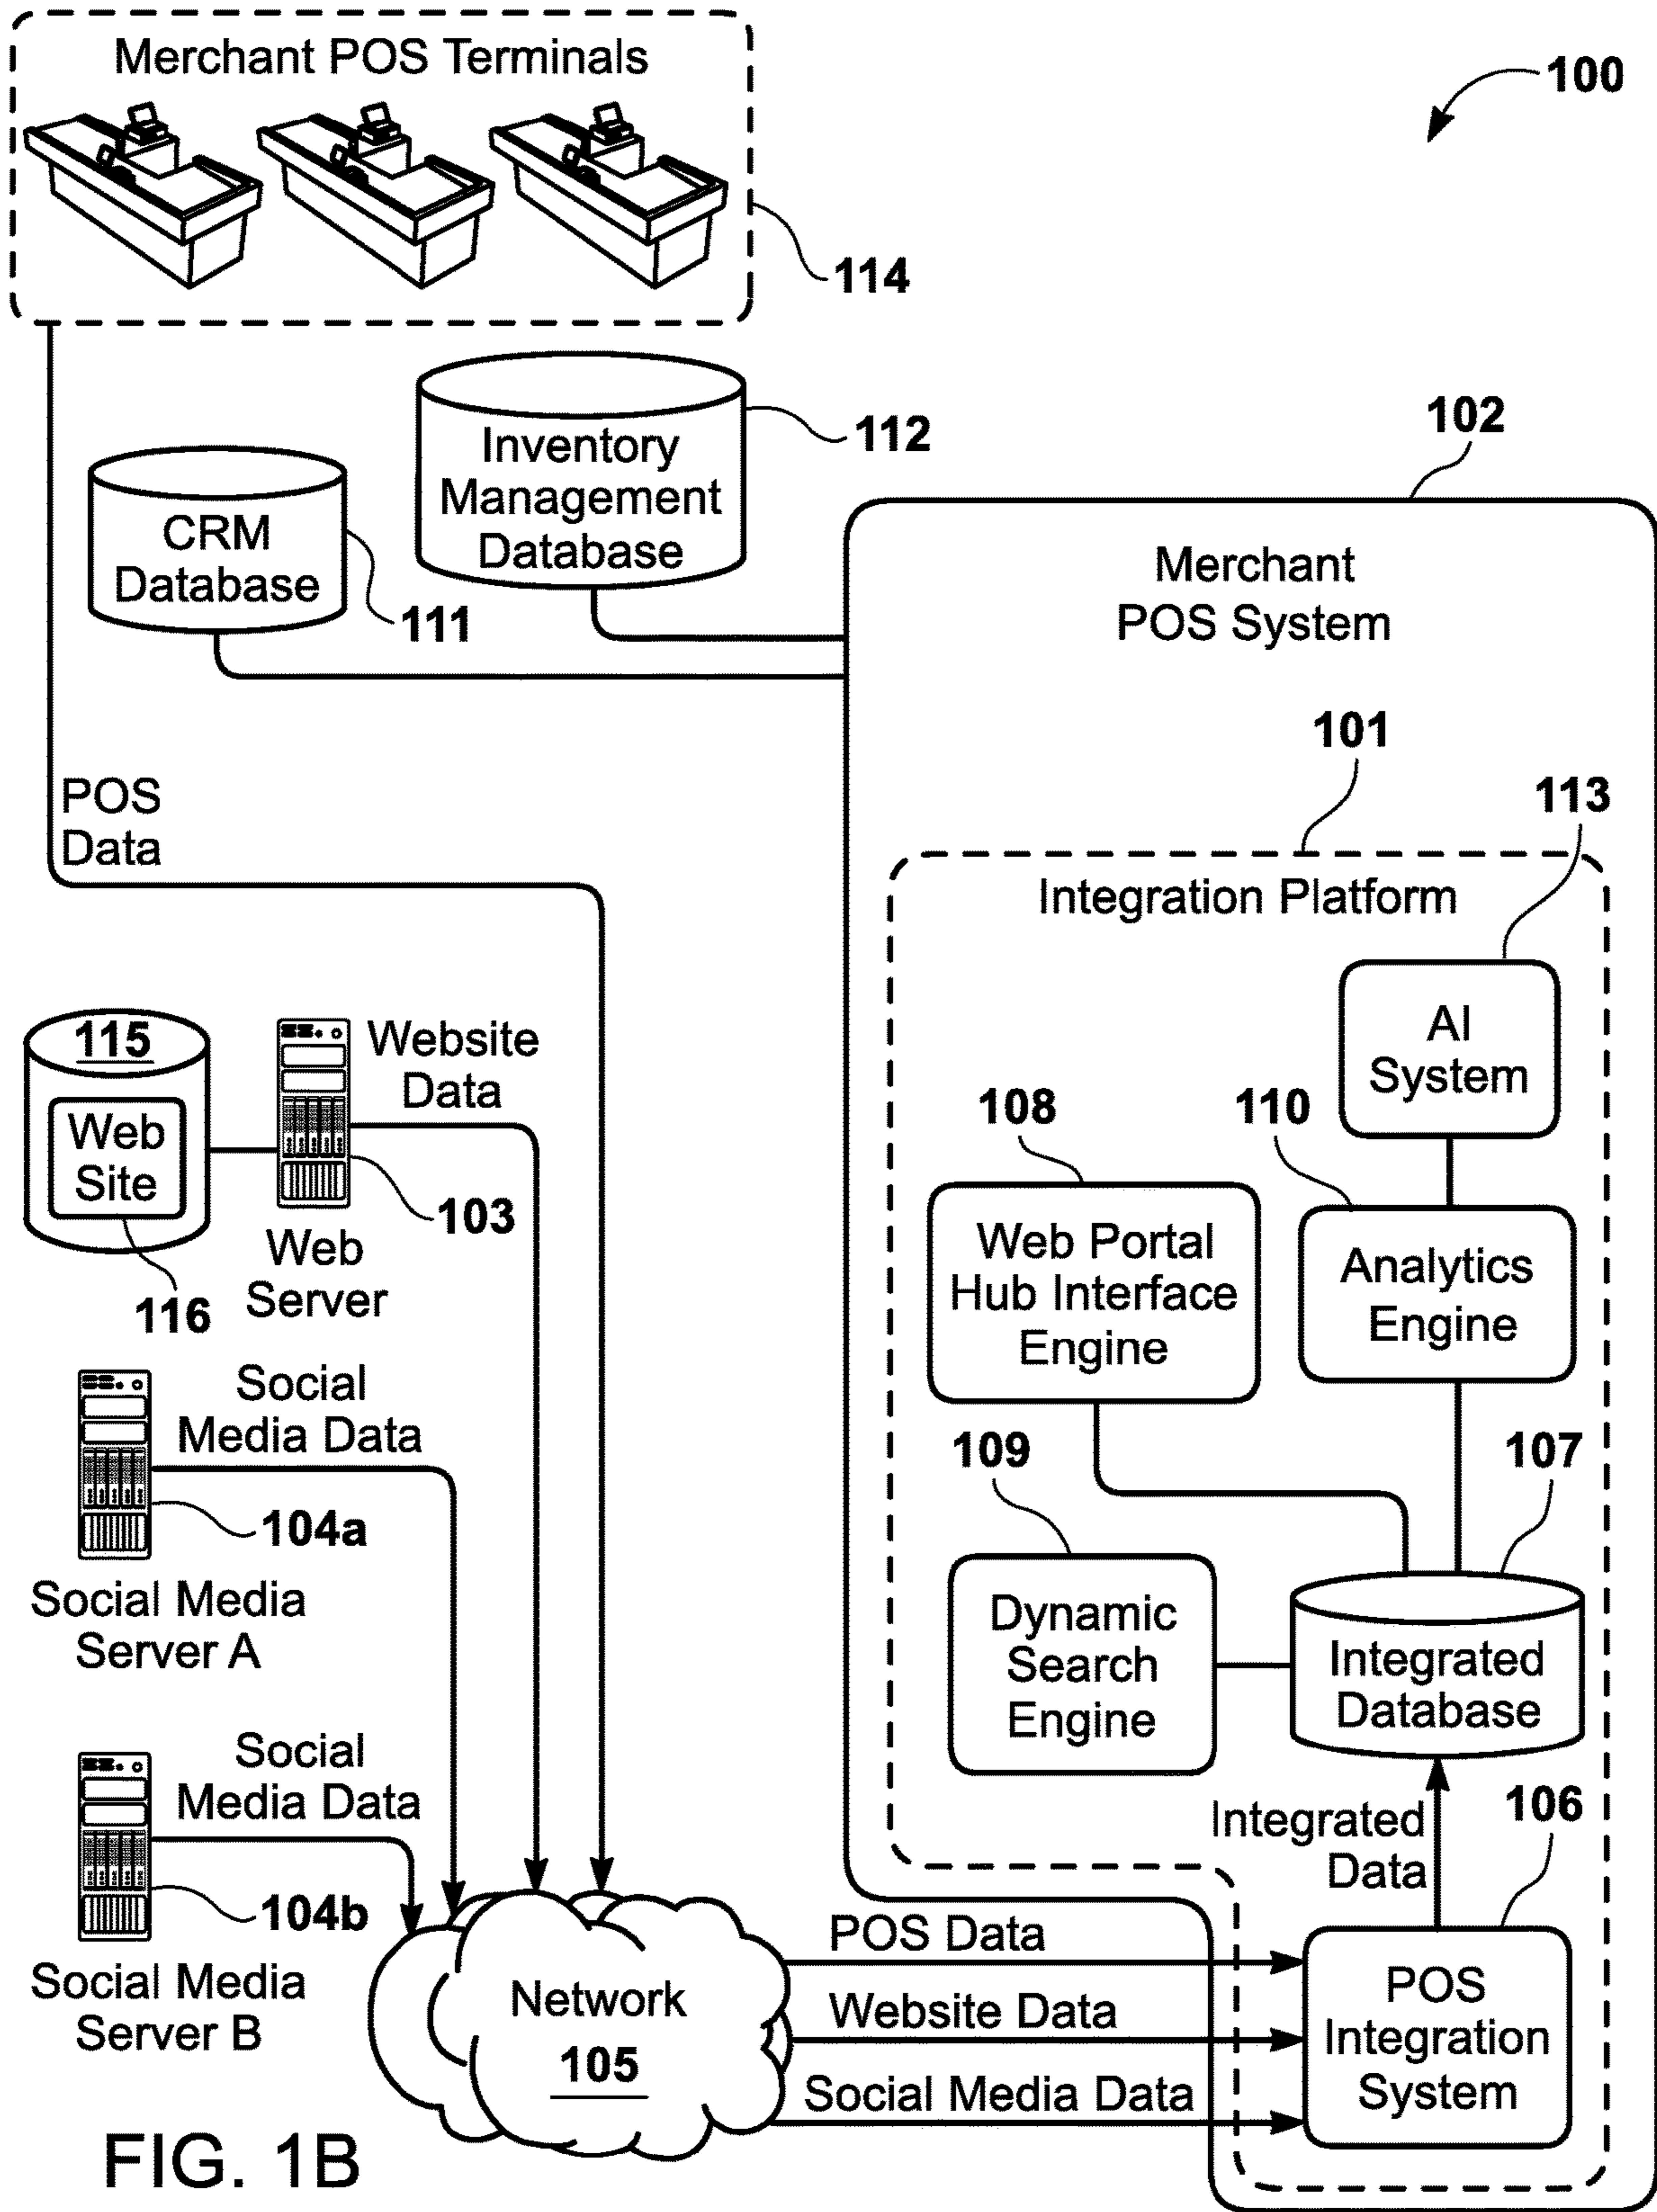 Merchant POS Terminals
100
114
Inventory
Management
Database
112
CRM
Database
111
102
Merchant
POS System
101
113
POS
Data
Integration Platform
AI
System
115
Web
Site
116
Website
Data
103
Web
Server
108
Web Portal
Hub Interface
Engine
110
Analytics
Engine
Social
Media Data
104a
Social Media
Server A
109
Dynamic
Search
Engine
107
Integrated
Database
Social
Media Data
104b
Social Media
Server B
Integrated
Data
106
Network
105
POS Data
Website Data
Social Media Data
POS
Integration
System
FIG. 1B